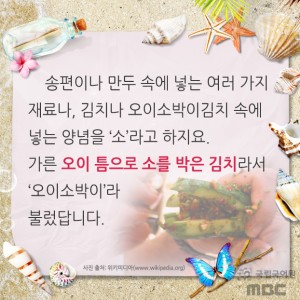 송편이나 만두 속에 넣는 여러 가지
재료나, 김치나 오이소박이김치 속에
넣는 양념을 '소'라고 하지요.
가른 오이 틈으로 소를 박은 김치라서
'오이소박이'라
불렀답니다.
사진 출처: 위키피디아(www.wikipedia.org)
국립국어원
MBC